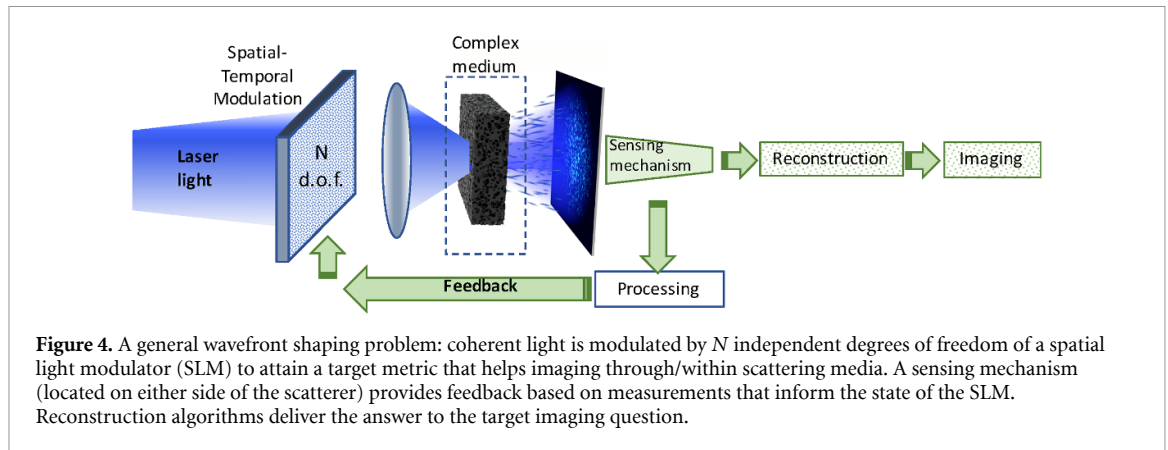 Spatial-
Temporal
Modulation
Complex
medium
Laser
light
N
d.o.f.
Sensing
mechanism
Reconstruction
Imaging
Feedback
Processing
Figure 4. A general wavefront shaping problem: coherent light is modulated by N independent degrees of freedom of a spatial
light modulator (SLM) to attain a target metric that helps imaging through/within scattering media. A sensing mechanism
(located on either side of the scatterer) provides feedback based on measurements that inform the state of the SLM.
Reconstruction algorithms deliver the answer to the target imaging question.